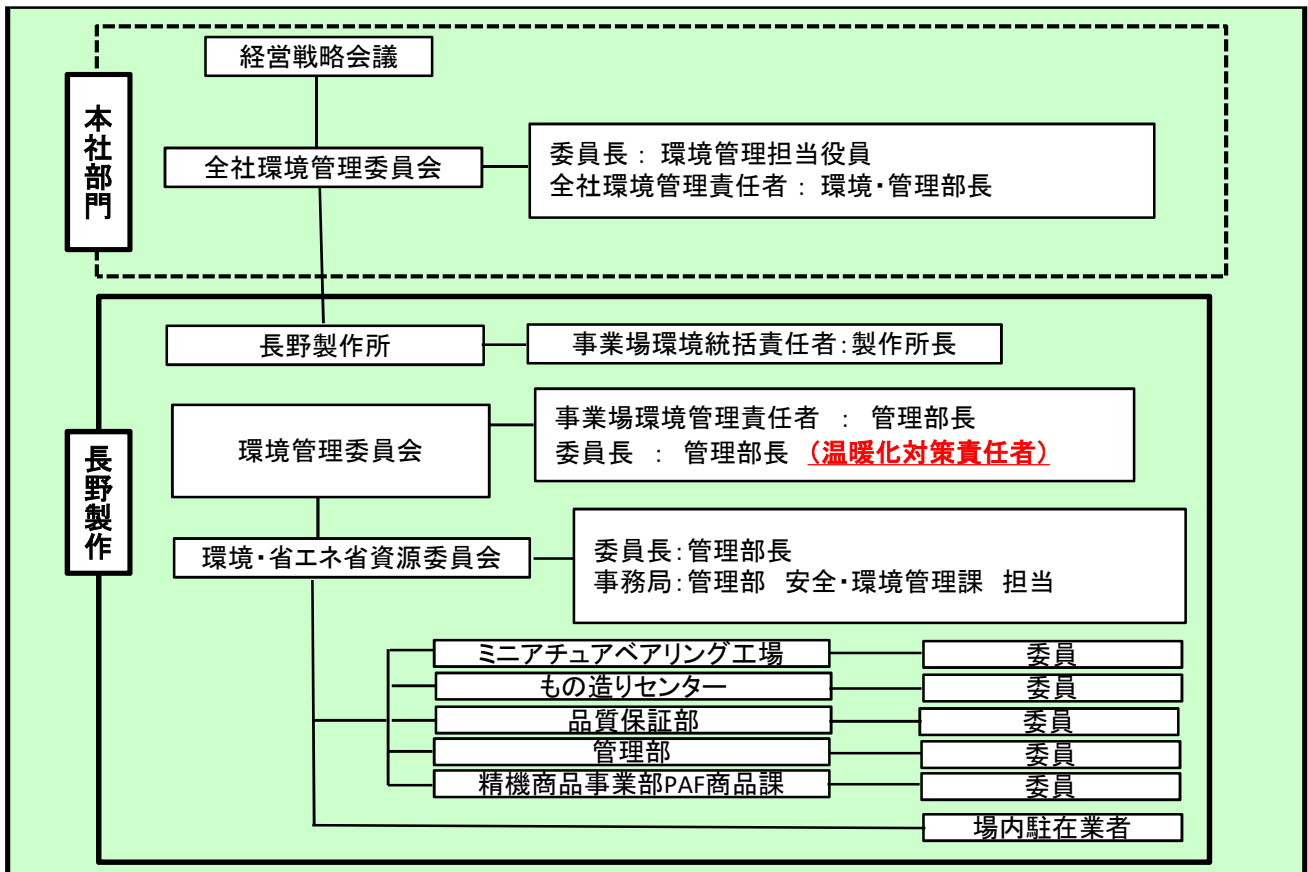 経営戦略会議
本社部門
全社環境管理委員会
委員長： 環境管理担当役員
全社環境管理責任者 ： 環境・管理部長
長野製作所
事業場環境統括責任者：製作所長
長野製作
環境管理委員会
事業場環境管理責任者 ： 管理部長
委員長 ： 管理部長 （温暖化対策責任者）
環境・省エネ省資源委員会
委員長：管理部長
事務局：管理部 安全・環境管理課 担当
ミニアチュアベアリング工場 委員
もの造りセンター 委員
品質保証部 委員
管理部 委員
精機商品事業部PAF商品課 委員
場内駐在業者